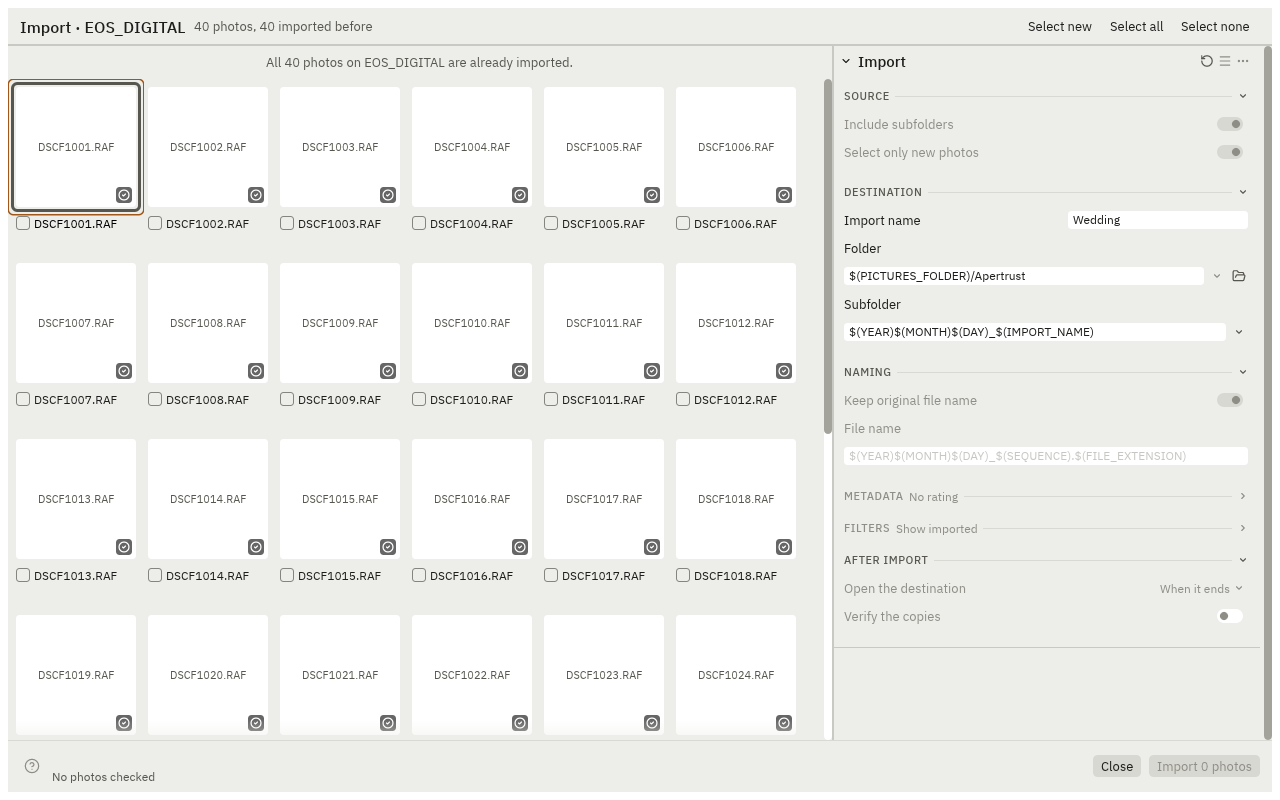 Import · EOS_DIGITAL 40 photos, 40 imported before Select new Select all Select none
All 40 photos on EOS_DIGITAL are already imported.
DSCF1001.RAF DSCF1002.RAF DSCF1003.RAF DSCF1004.RAF DSCF1005.RAF DSCF1006.RAF
DSCF1001.RAF DSCF1002.RAF DSCF1003.RAF DSCF1004.RAF DSCF1005.RAF DSCF1006.RAF
DSCF1007.RAF DSCF1008.RAF DSCF1009.RAF DSCF1010.RAF DSCF1011.RAF DSCF1012.RAF
DSCF1007.RAF DSCF1008.RAF DSCF1009.RAF DSCF1010.RAF DSCF1011.RAF DSCF1012.RAF
DSCF1013.RAF DSCF1014.RAF DSCF1015.RAF DSCF1016.RAF DSCF1017.RAF DSCF1018.RAF
DSCF1013.RAF DSCF1014.RAF DSCF1015.RAF DSCF1016.RAF DSCF1017.RAF DSCF1018.RAF
DSCF1019.RAF DSCF1020.RAF DSCF1021.RAF DSCF1022.RAF DSCF1023.RAF DSCF1024.RAF
Import
SOURCE
Include subfolders
Select only new photos
DESTINATION
Import name Wedding
Folder
$(PICTURES_FOLDER)/Apertrust
Subfolder
$(YEAR)$(MONTH)$(DAY)_$(IMPORT_NAME)
NAMING
Keep original file name
File name
$(YEAR)$(MONTH)$(DAY)_$(SEQUENCE).$(FILE_EXTENSION)
METADATA No rating
FILTERS Show imported
AFTER IMPORT
Open the destination When it ends
Verify the copies
No photos checked
Close Import 0 photos